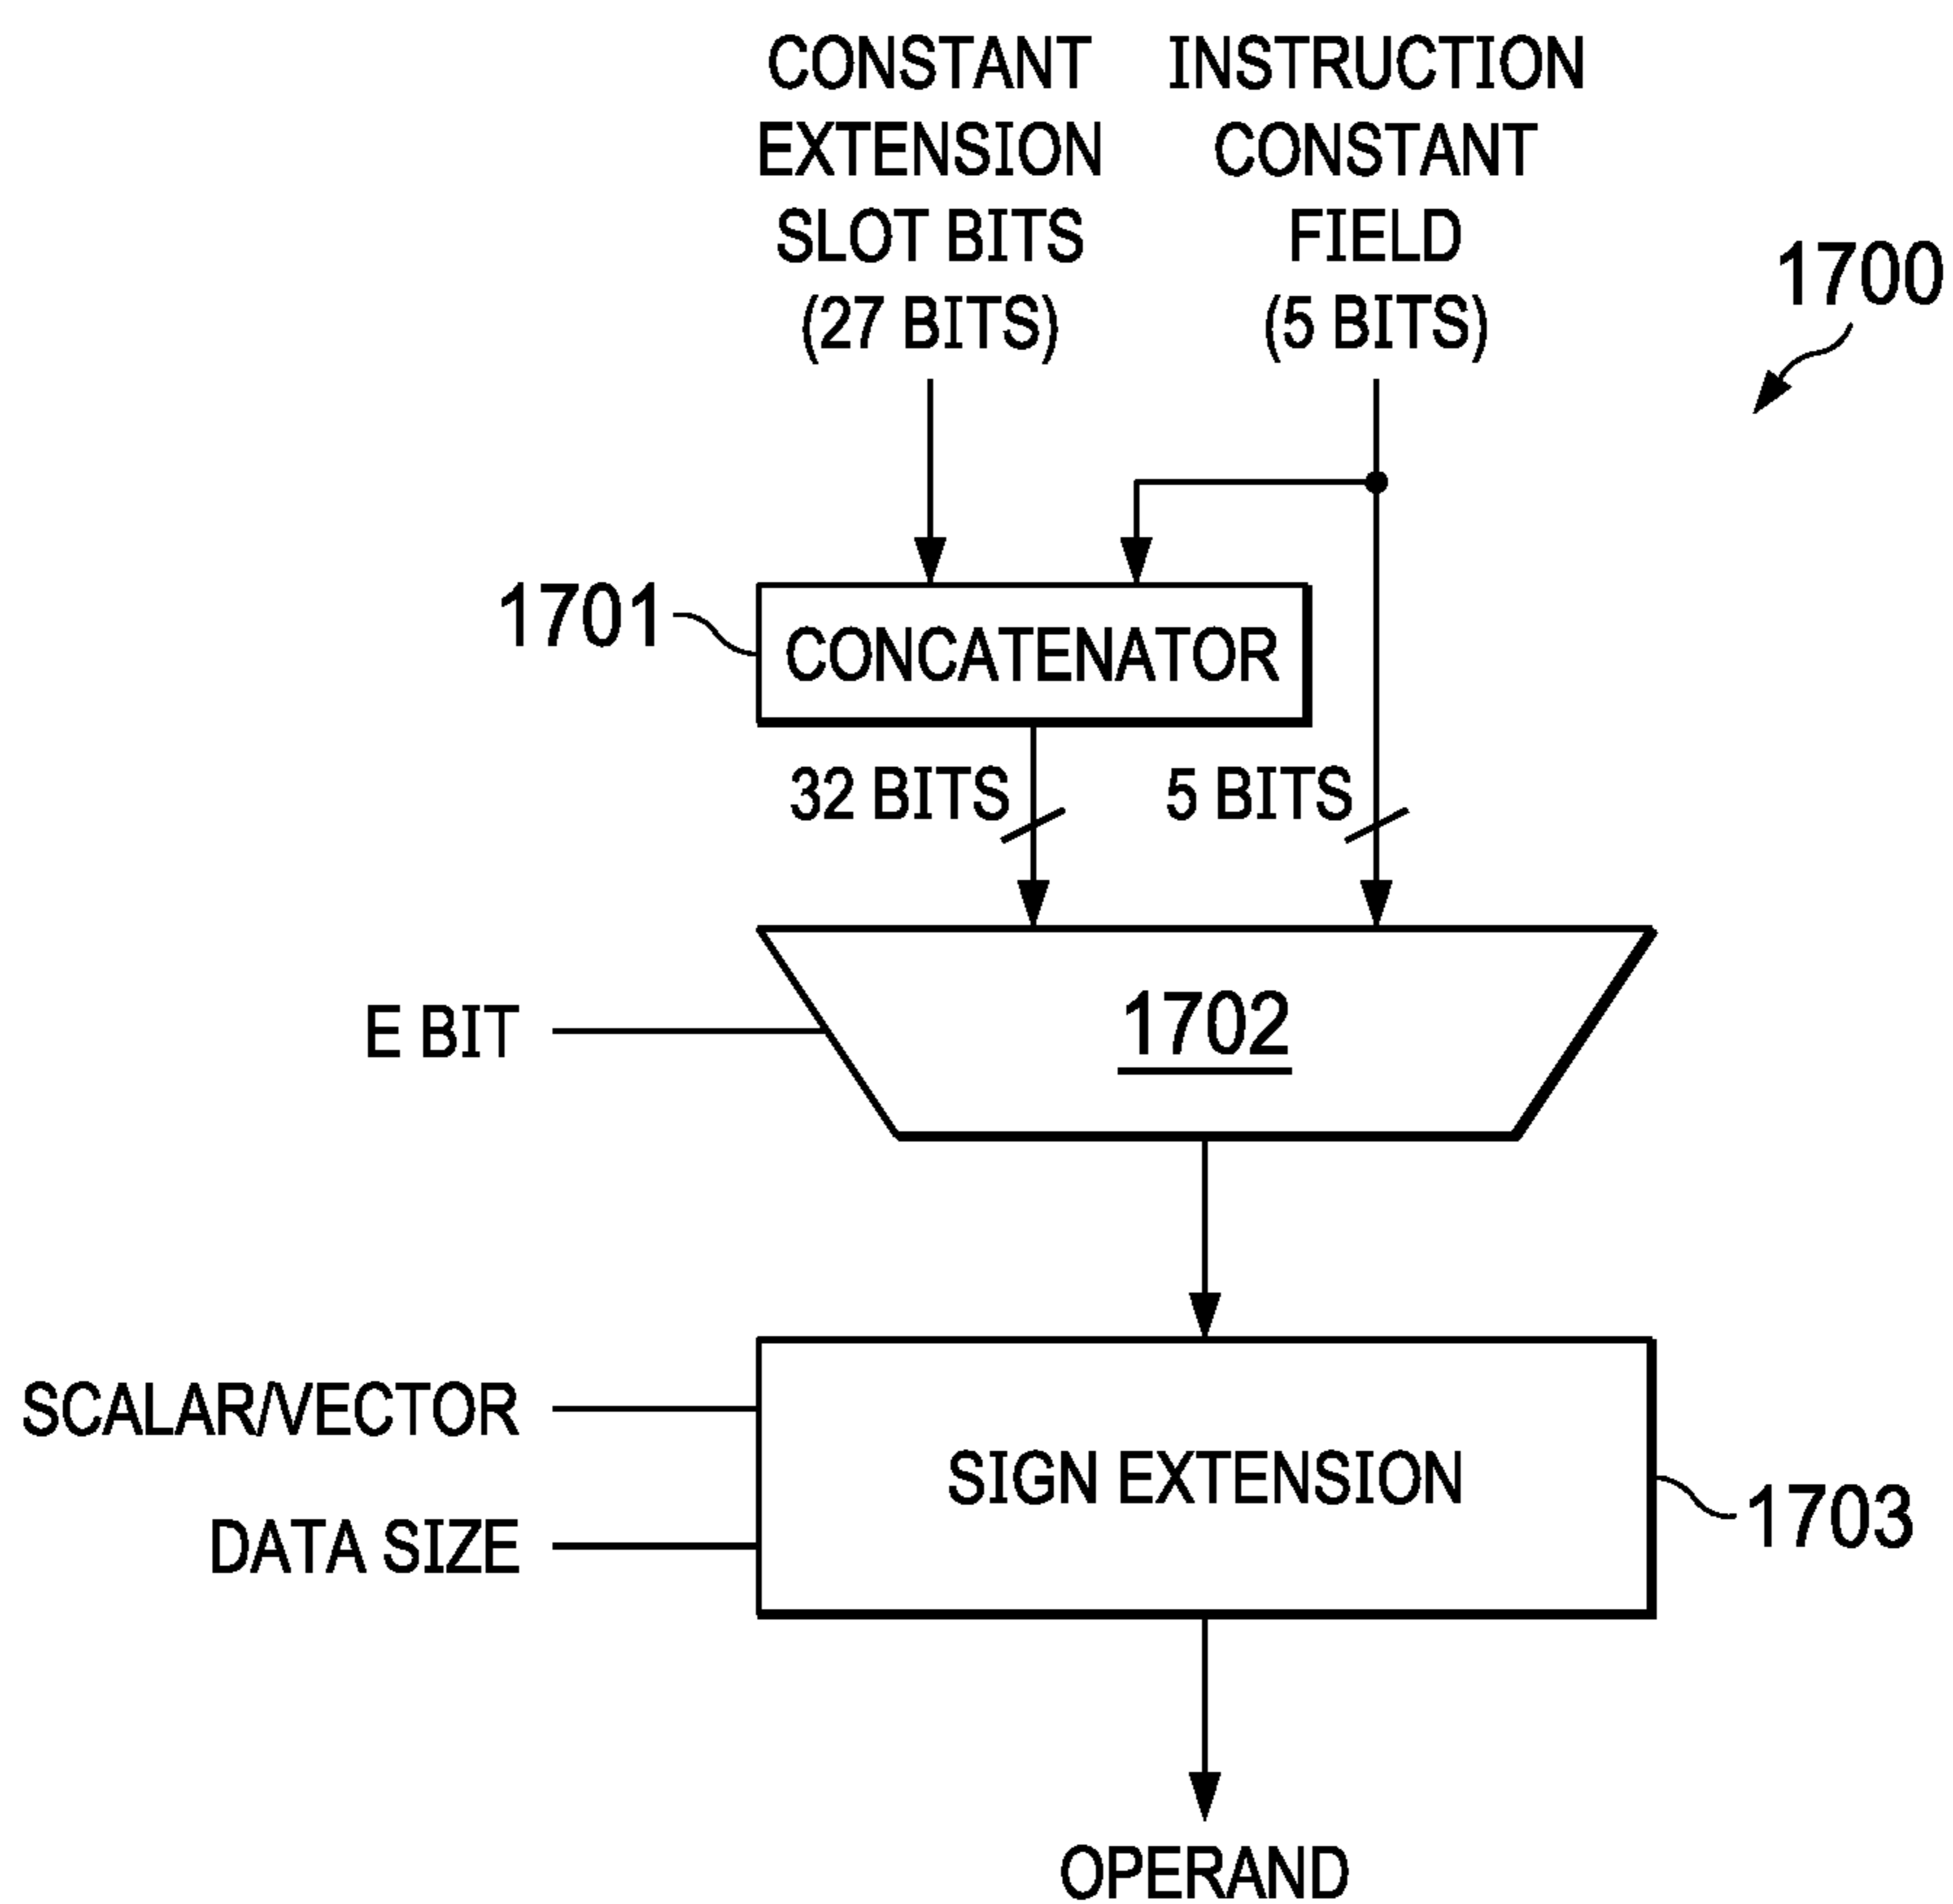 CONSTANT
EXTENSION
SLOT BITS
(27 BITS)
INSTRUCTION
CONSTANT
FIELD
(5 BITS)
1700
1701
CONCATENATOR
32 BITS
5 BITS
E BIT
1702
SCALAR/VECTOR
DATA SIZE
SIGN EXTENSION
1703
OPERAND